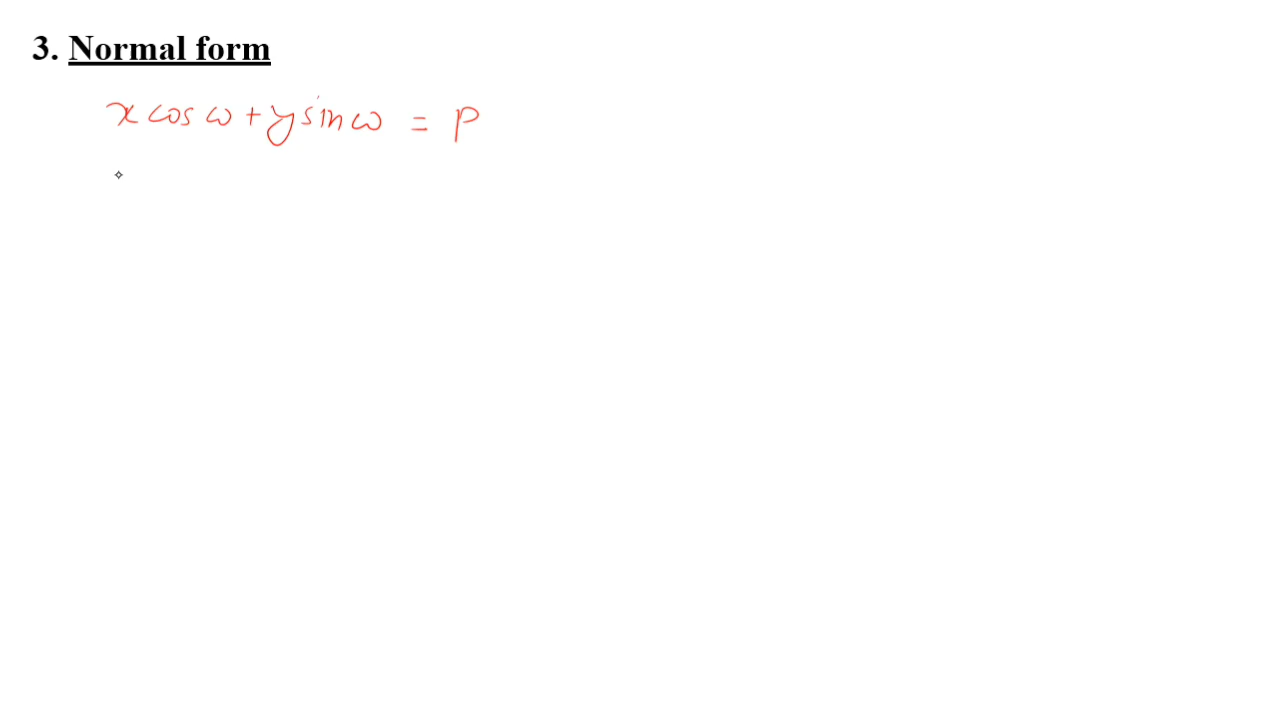 3. Normal form
x cos ω + y sin ω = P